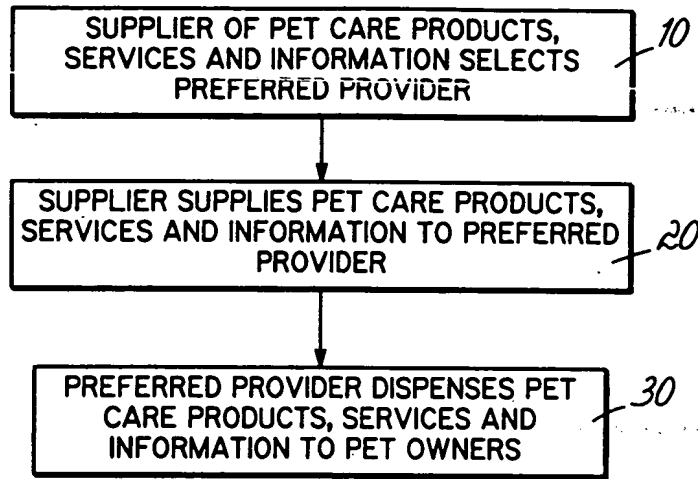 SUPPLIER OF PET CARE PRODUCTS,
SERVICES AND INFORMATION SELECTS
PREFERRED PROVIDER
10
SUPPLIER SUPPLIES PET CARE PRODUCTS,
SERVICES AND INFORMATION TO PREFERRED
PROVIDER
20
PREFERRED PROVIDER DISPENSES PET
CARE PRODUCTS, SERVICES AND
INFORMATION TO PET OWNERS
30